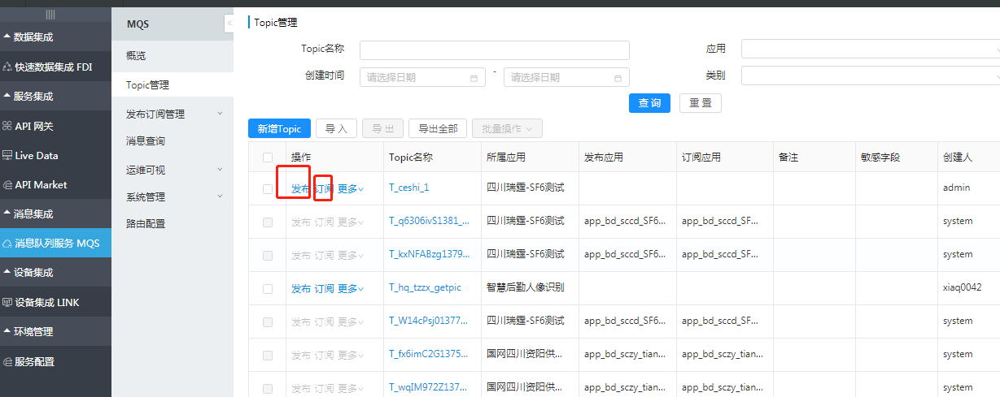 数据集成
快速数据集成 FDI
服务集成
API 网关
Live Data
API Market
消息集成
消息队列服务 MQS
设备集成
设备集成 LINK
环境管理
服务配置
MQS
概览
Topic管理
发布订阅管理
消息查询
运维可视
系统管理
路由配置
Topic管理
Topic名称 应用
创建时间 请选择日期 - 请选择日期 类别
查 询 重 置
新增Topic 导 入 导 出 导出全部 批量操作
操作 Topic名称 所属应用 发布应用 订阅应用 备注 敏感字段 创建人
发布 订阅 更多 T_ceshi_1 四川瑞霆-SF6测试 admin
发布 订阅 更多 T_q6306ivS1381_... 四川瑞霆-SF6测试 app_bd_sccd_SF6... app_bd_sccd_SF... system
发布 订阅 更多 T_kxNFABzg1379... 四川瑞霆-SF6测试 app_bd_sccd_SF6... app_bd_sccd_SF... system
发布 订阅 更多 T_hq_tzzx_getpic 智慧后勤人像识别 xiaq0042
发布 订阅 更多 T_W14cPsj01377... 四川瑞霆-SF6测试 app_bd_sccd_SF6... app_bd_sccd_SF... system
发布 订阅 更多 T_fx6imC2G1375... 国网四川资阳供... app_bd_sczy_tian... app_bd_sczy_tian... system
发布 订阅 更多 T_wqIM972Z137... 国网四川资阳供... app_bd_sczy_tian... app_bd_sczy_tian... system